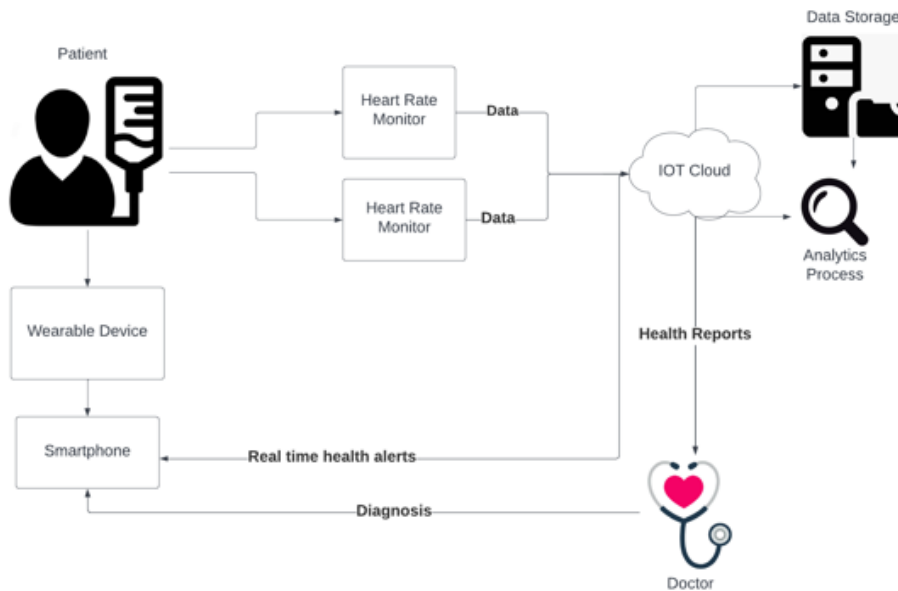 Data Storage
Patient
Heart Rate
Monitor
Data
IOT Cloud
Heart Rate
Monitor
Data
Analytics
Process
Wearable Device
Health Reports
Smartphone
Real time health alerts
Diagnosis
Doctor